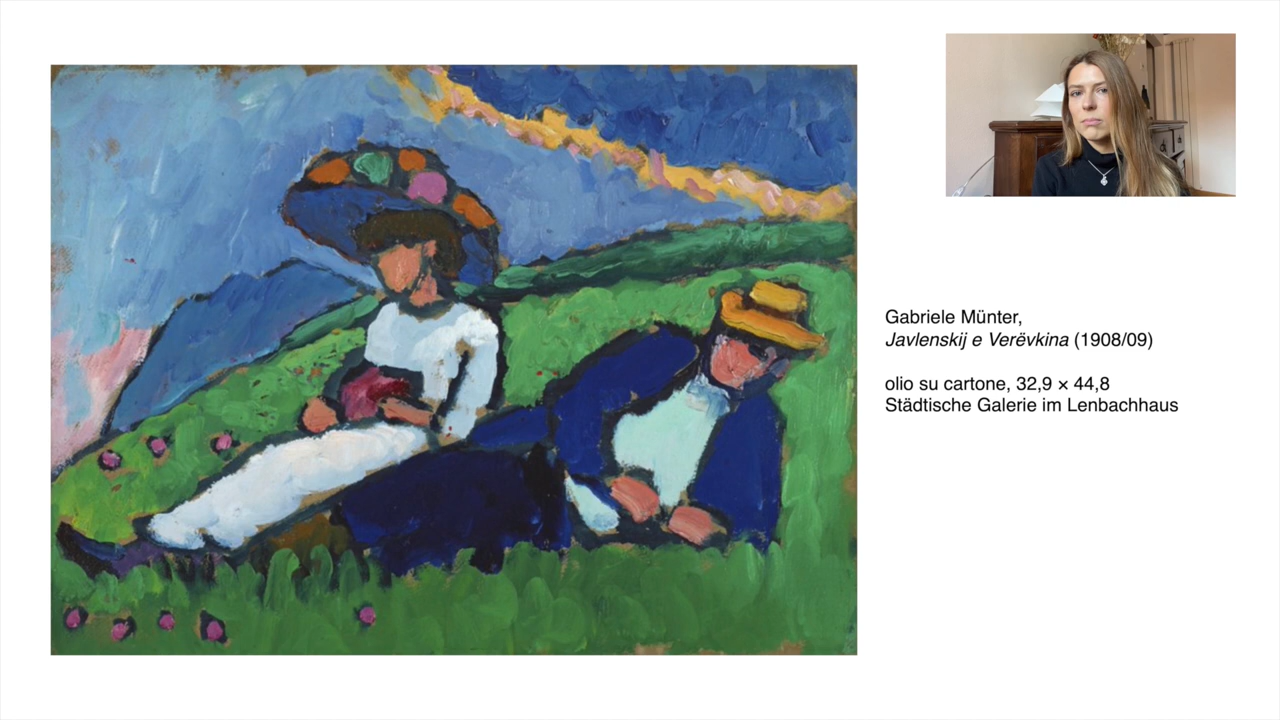 Gabriele Münter,
Javlenskij e Verëvkina (1908/09)
olio su cartone, 32,9 × 44,8
Städtische Galerie im Lenbachhaus